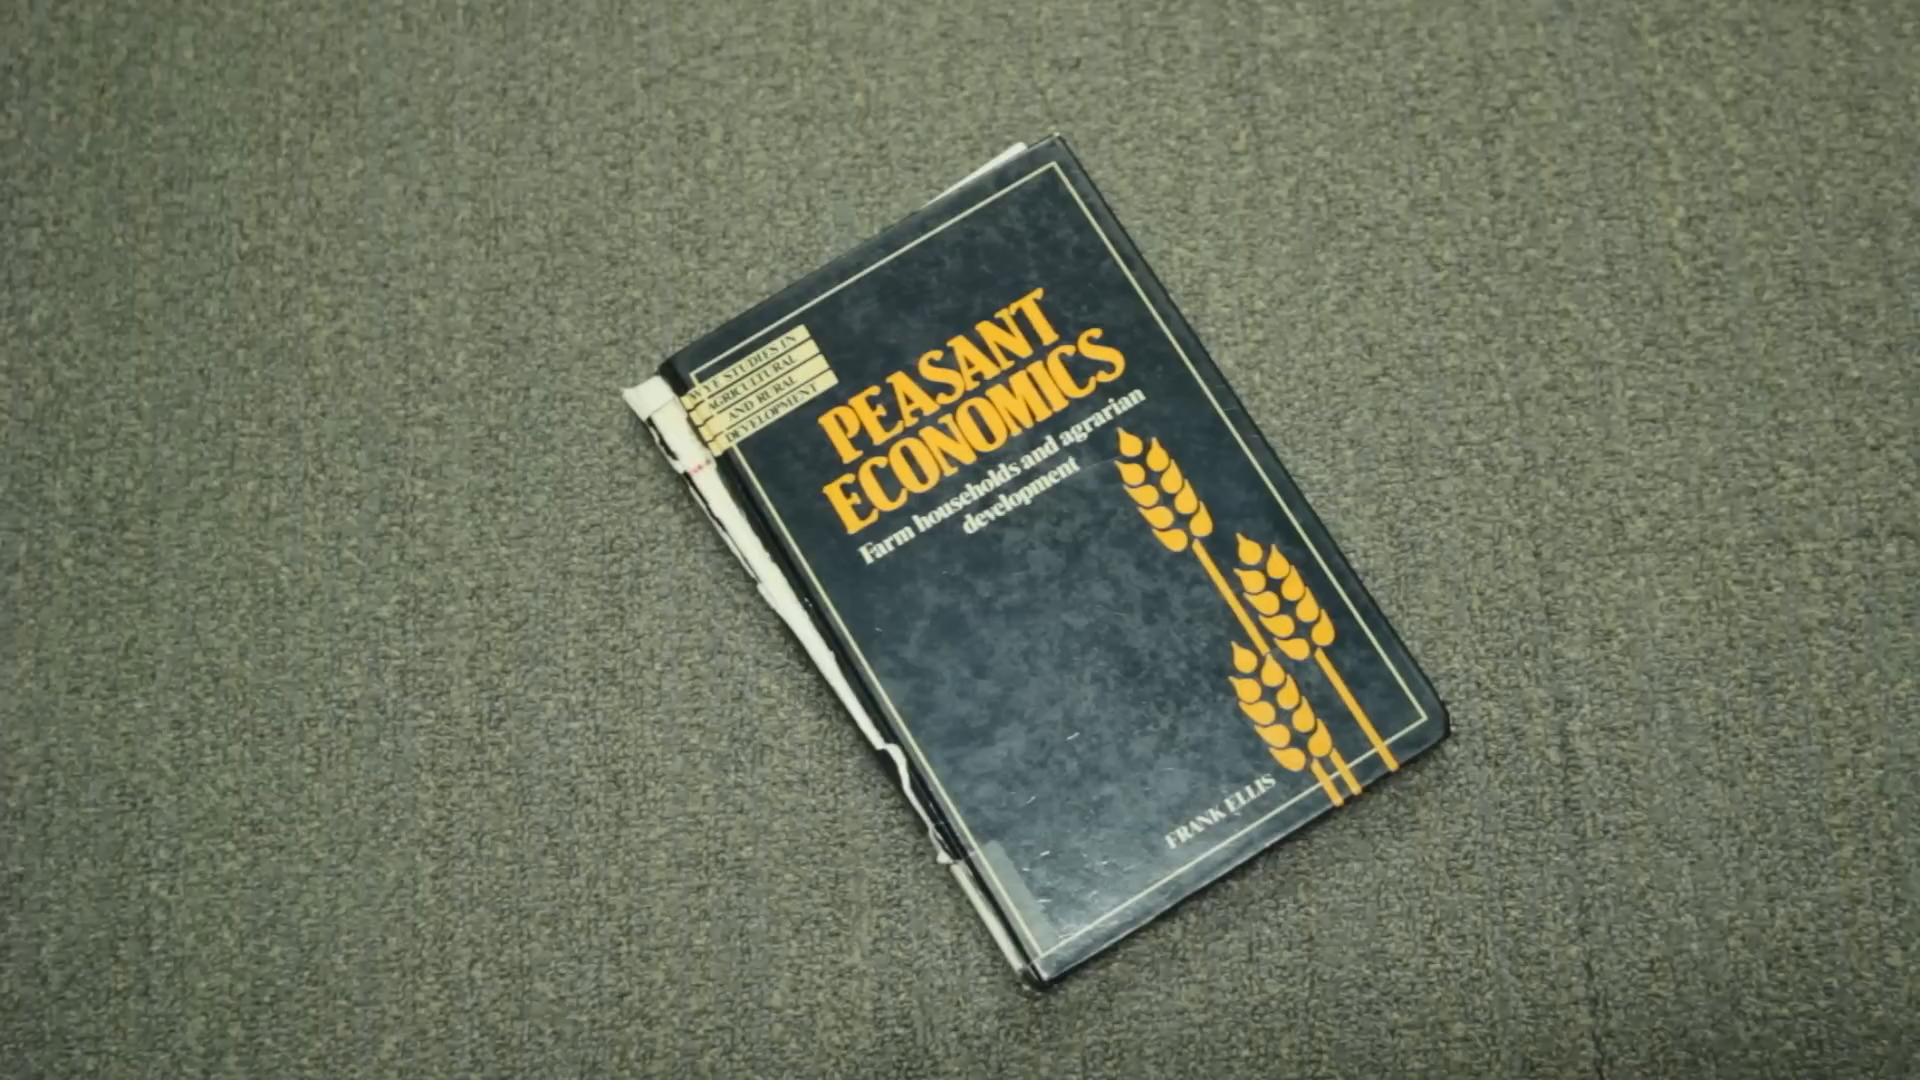 WYE STUDIES IN
AGRICULTURAL
AND RURAL
DEVELOPMENT
PEASANT
ECONOMICS
Farm households and agrarian
development
FRANK ELLIS